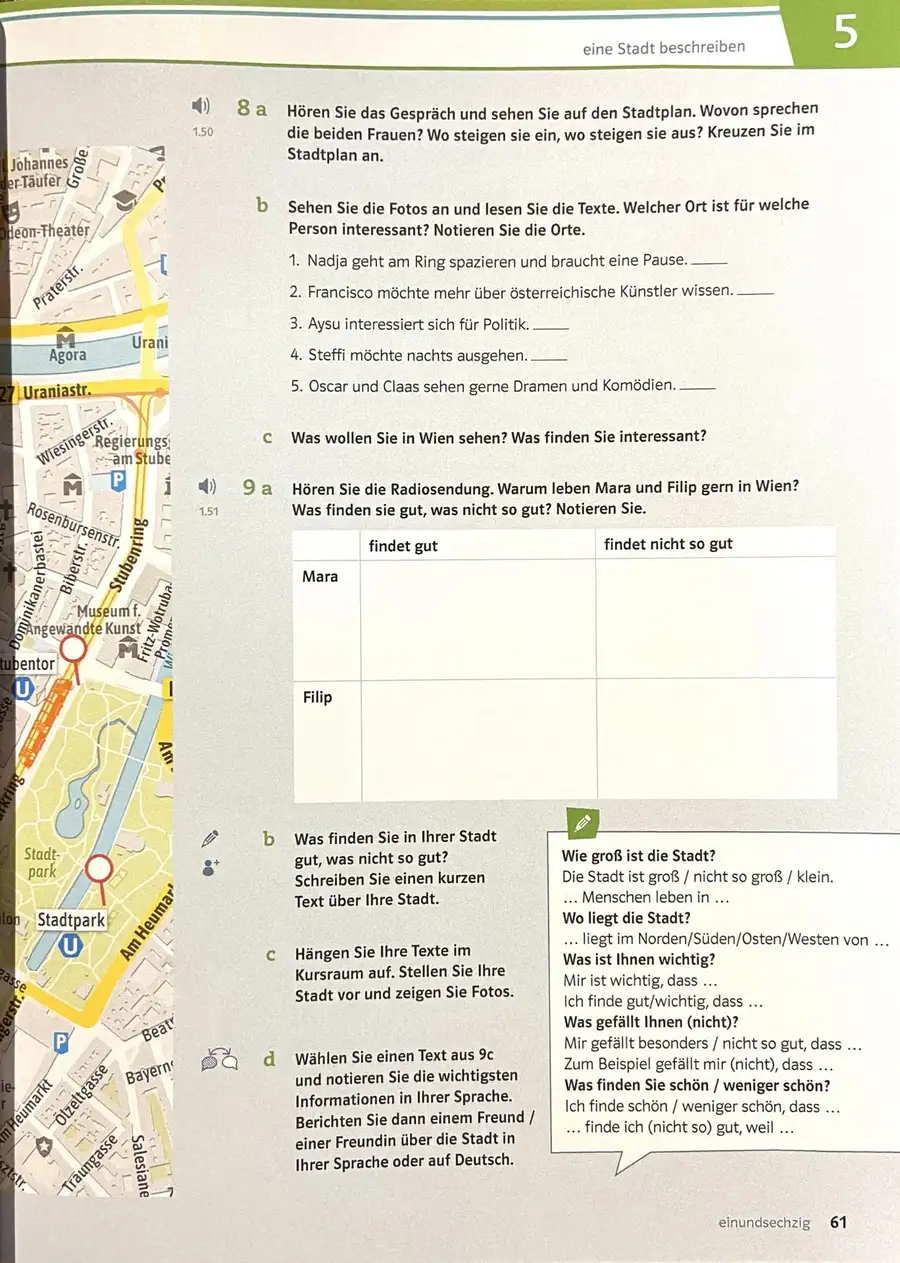 eine Stadt beschreiben
5
1.50
8 a Hören Sie das Gespräch und sehen Sie auf den Stadtplan. Wovon sprechen
die beiden Frauen? Wo steigen sie ein, wo steigen sie aus? Kreuzen Sie im
Stadtplan an.
b Sehen Sie die Fotos an und lesen Sie die Texte. Welcher Ort ist für welche
Person interessant? Notieren Sie die Orte.
1. Nadja geht am Ring spazieren und braucht eine Pause.
2. Francisco möchte mehr über österreichische Künstler wissen.
3. Aysu interessiert sich für Politik.
4. Steffi möchte nachts ausgehen.
5. Oscar und Claas sehen gerne Dramen und Komödien.
c Was wollen Sie in Wien sehen? Was finden Sie interessant?
1.51
9 a Hören Sie die Radiosendung. Warum leben Mara und Filip gern in Wien?
Was finden sie gut, was nicht so gut? Notieren Sie.
findet gut findet nicht so gut
Mara
Filip
b Was finden Sie in Ihrer Stadt
gut, was nicht so gut?
Schreiben Sie einen kurzen
Text über Ihre Stadt.
c Hängen Sie Ihre Texte im
Kursraum auf. Stellen Sie Ihre
Stadt vor und zeigen Sie Fotos.
d Wählen Sie einen Text aus 9c
und notieren Sie die wichtigsten
Informationen in Ihrer Sprache.
Berichten Sie dann einem Freund /
einer Freundin über die Stadt in
Ihrer Sprache oder auf Deutsch.
Wie groß ist die Stadt?
Die Stadt ist groß / nicht so groß / klein.
... Menschen leben in ...
Wo liegt die Stadt?
... liegt im Norden/Süden/Osten/Westen von ...
Was ist Ihnen wichtig?
Mir ist wichtig, dass ...
Ich finde gut/wichtig, dass ...
Was gefällt Ihnen (nicht)?
Mir gefällt besonders / nicht so gut, dass ...
Zum Beispiel gefällt mir (nicht), dass ...
Was finden Sie schön / weniger schön?
Ich finde schön / weniger schön, dass ...
... finde ich (nicht so) gut, weil ...
Johannes
er Täufer
Große
deon-Theater
Praterstr.
Agora
Urani
27 Uraniastr.
Wiesingerstr.
Regierungs
am Stube
P
Rosenbursenstr.
Dominikanerbastei
Biberstr.
Stubenring
Museum f.
Angewandte Kunst
Fritz-Wotruba
Prom
tubentor
U
rkring
Am
Stadt-
park
lon
Stadtpark
U
Am Heumar
gasse
gerstr.
P
Beat
Bayern
m Heumarkt
Ölzeltgasse
Traungasse
Salesiane
einundsechzig 61